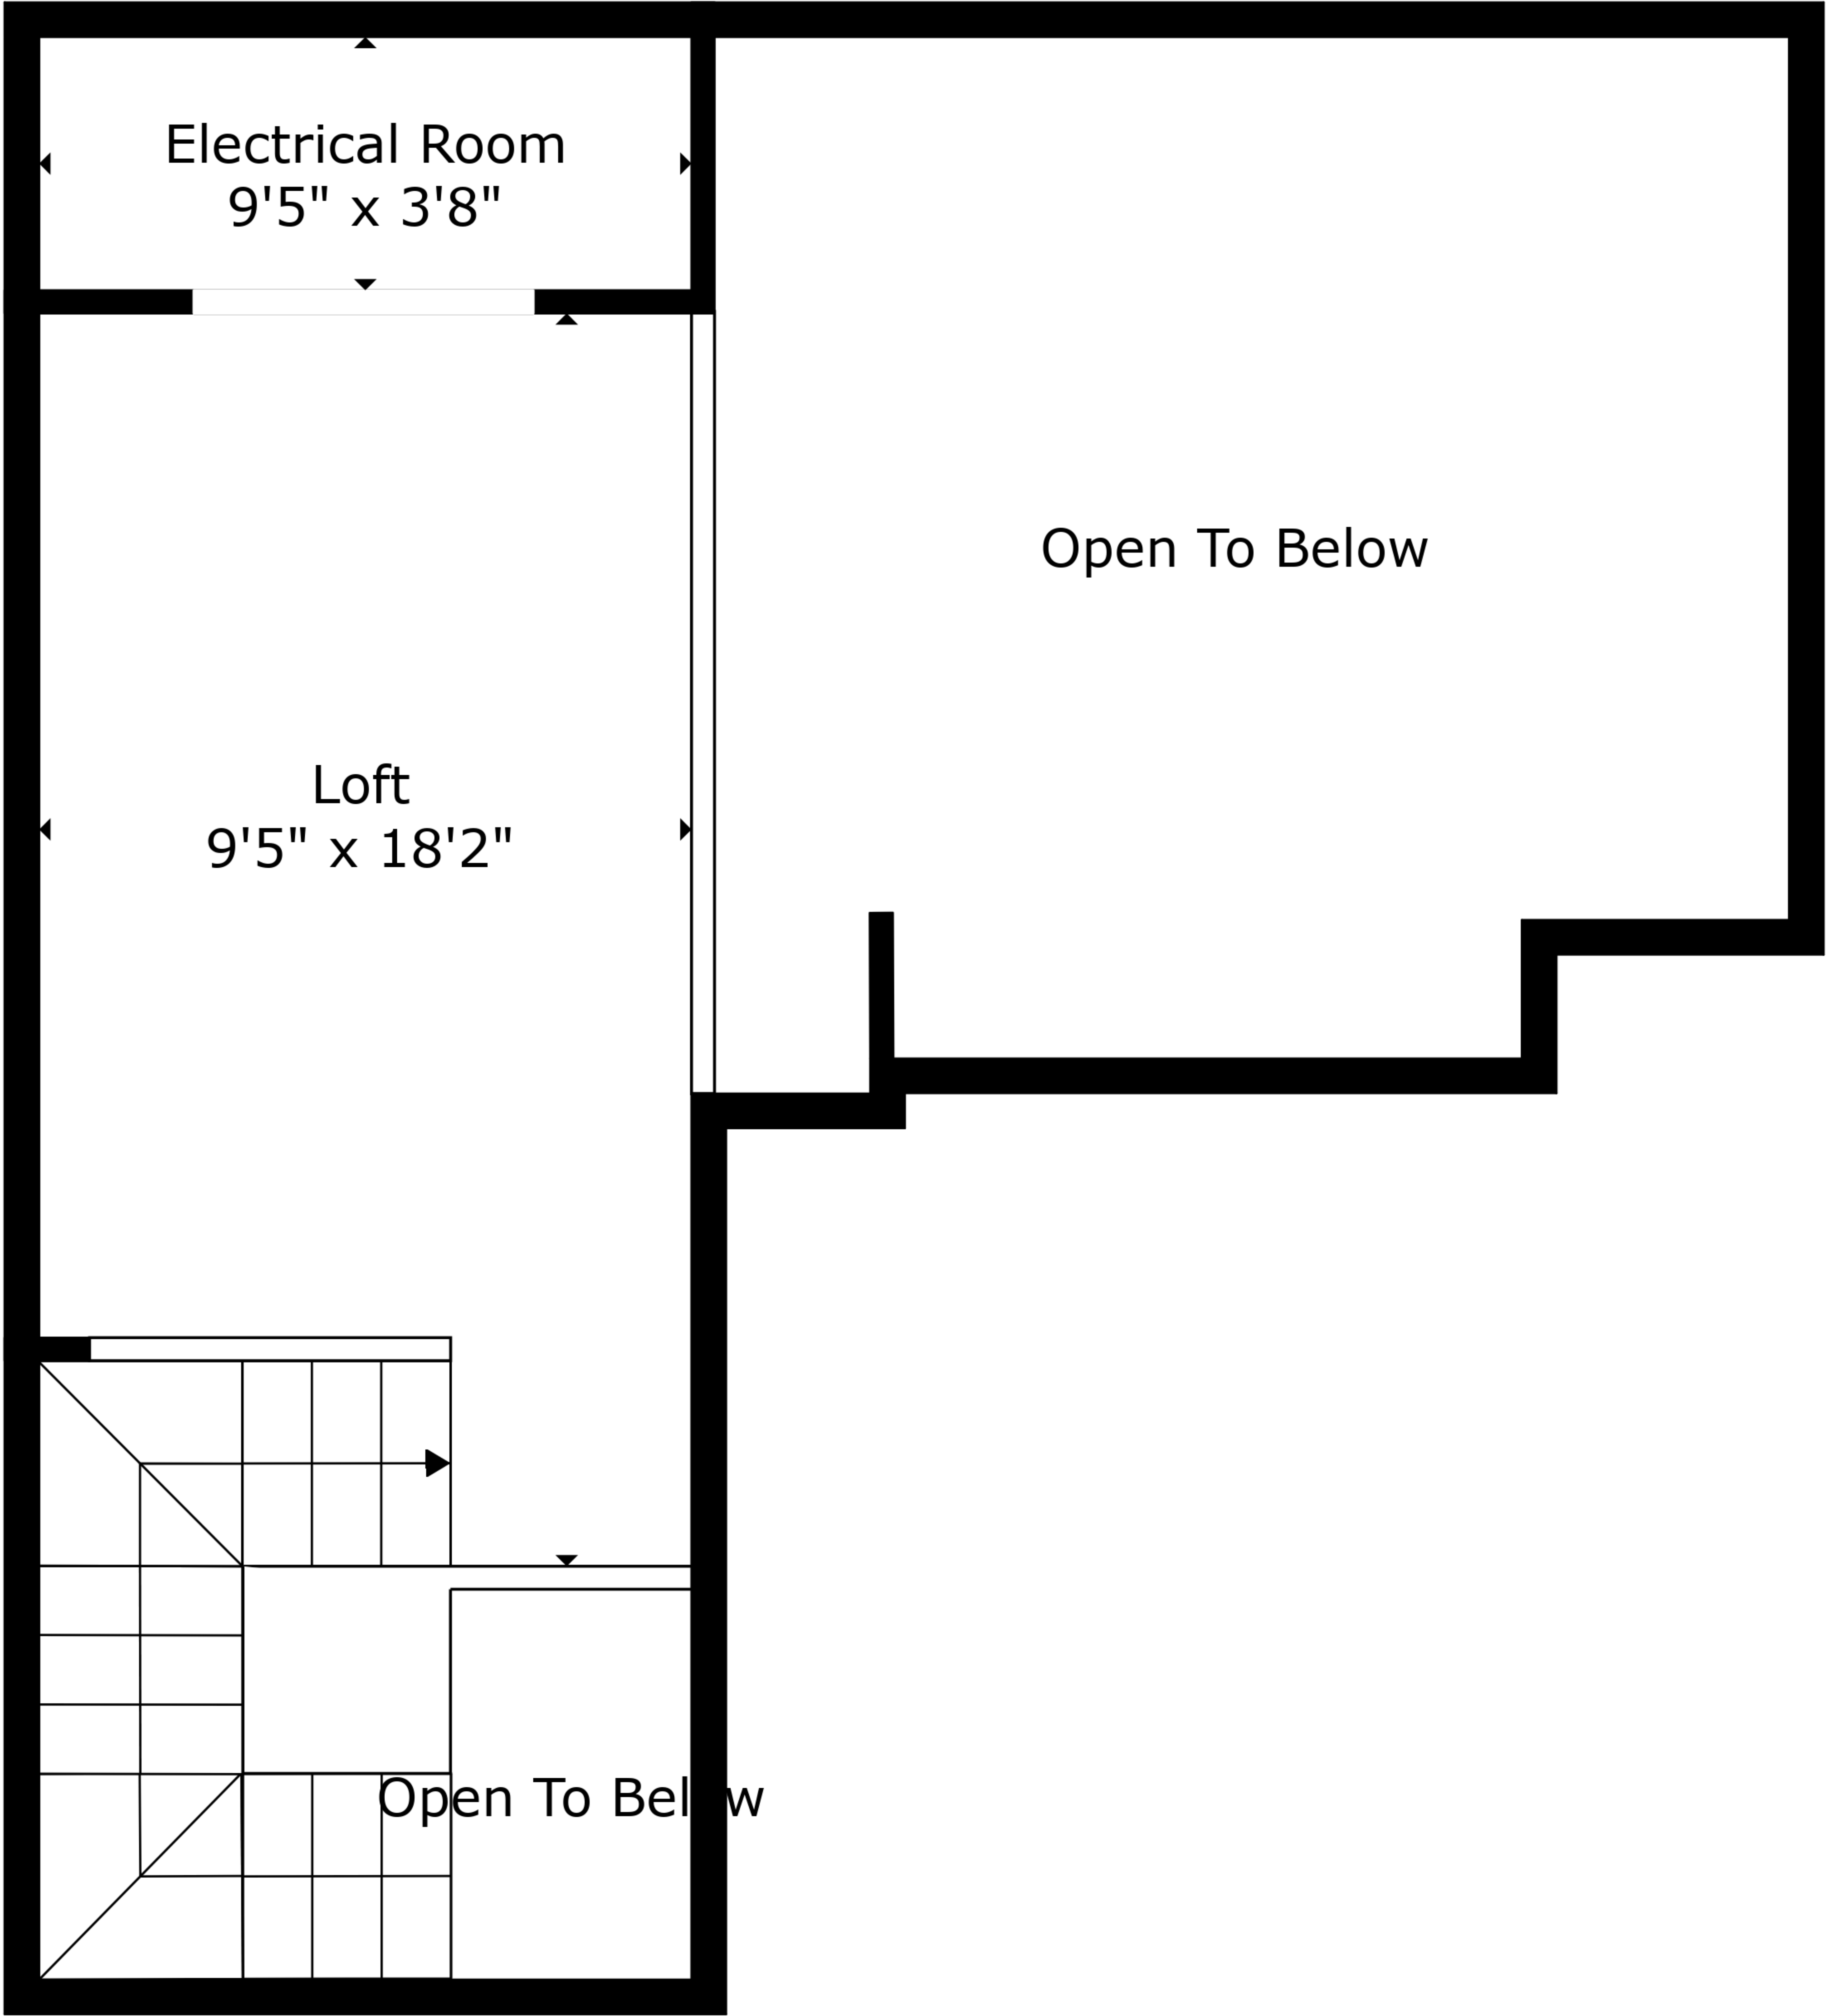 Electrical Room
9'5" x 3'8"
Open To Below
Loft
9'5" x 18'2"
Open To Below